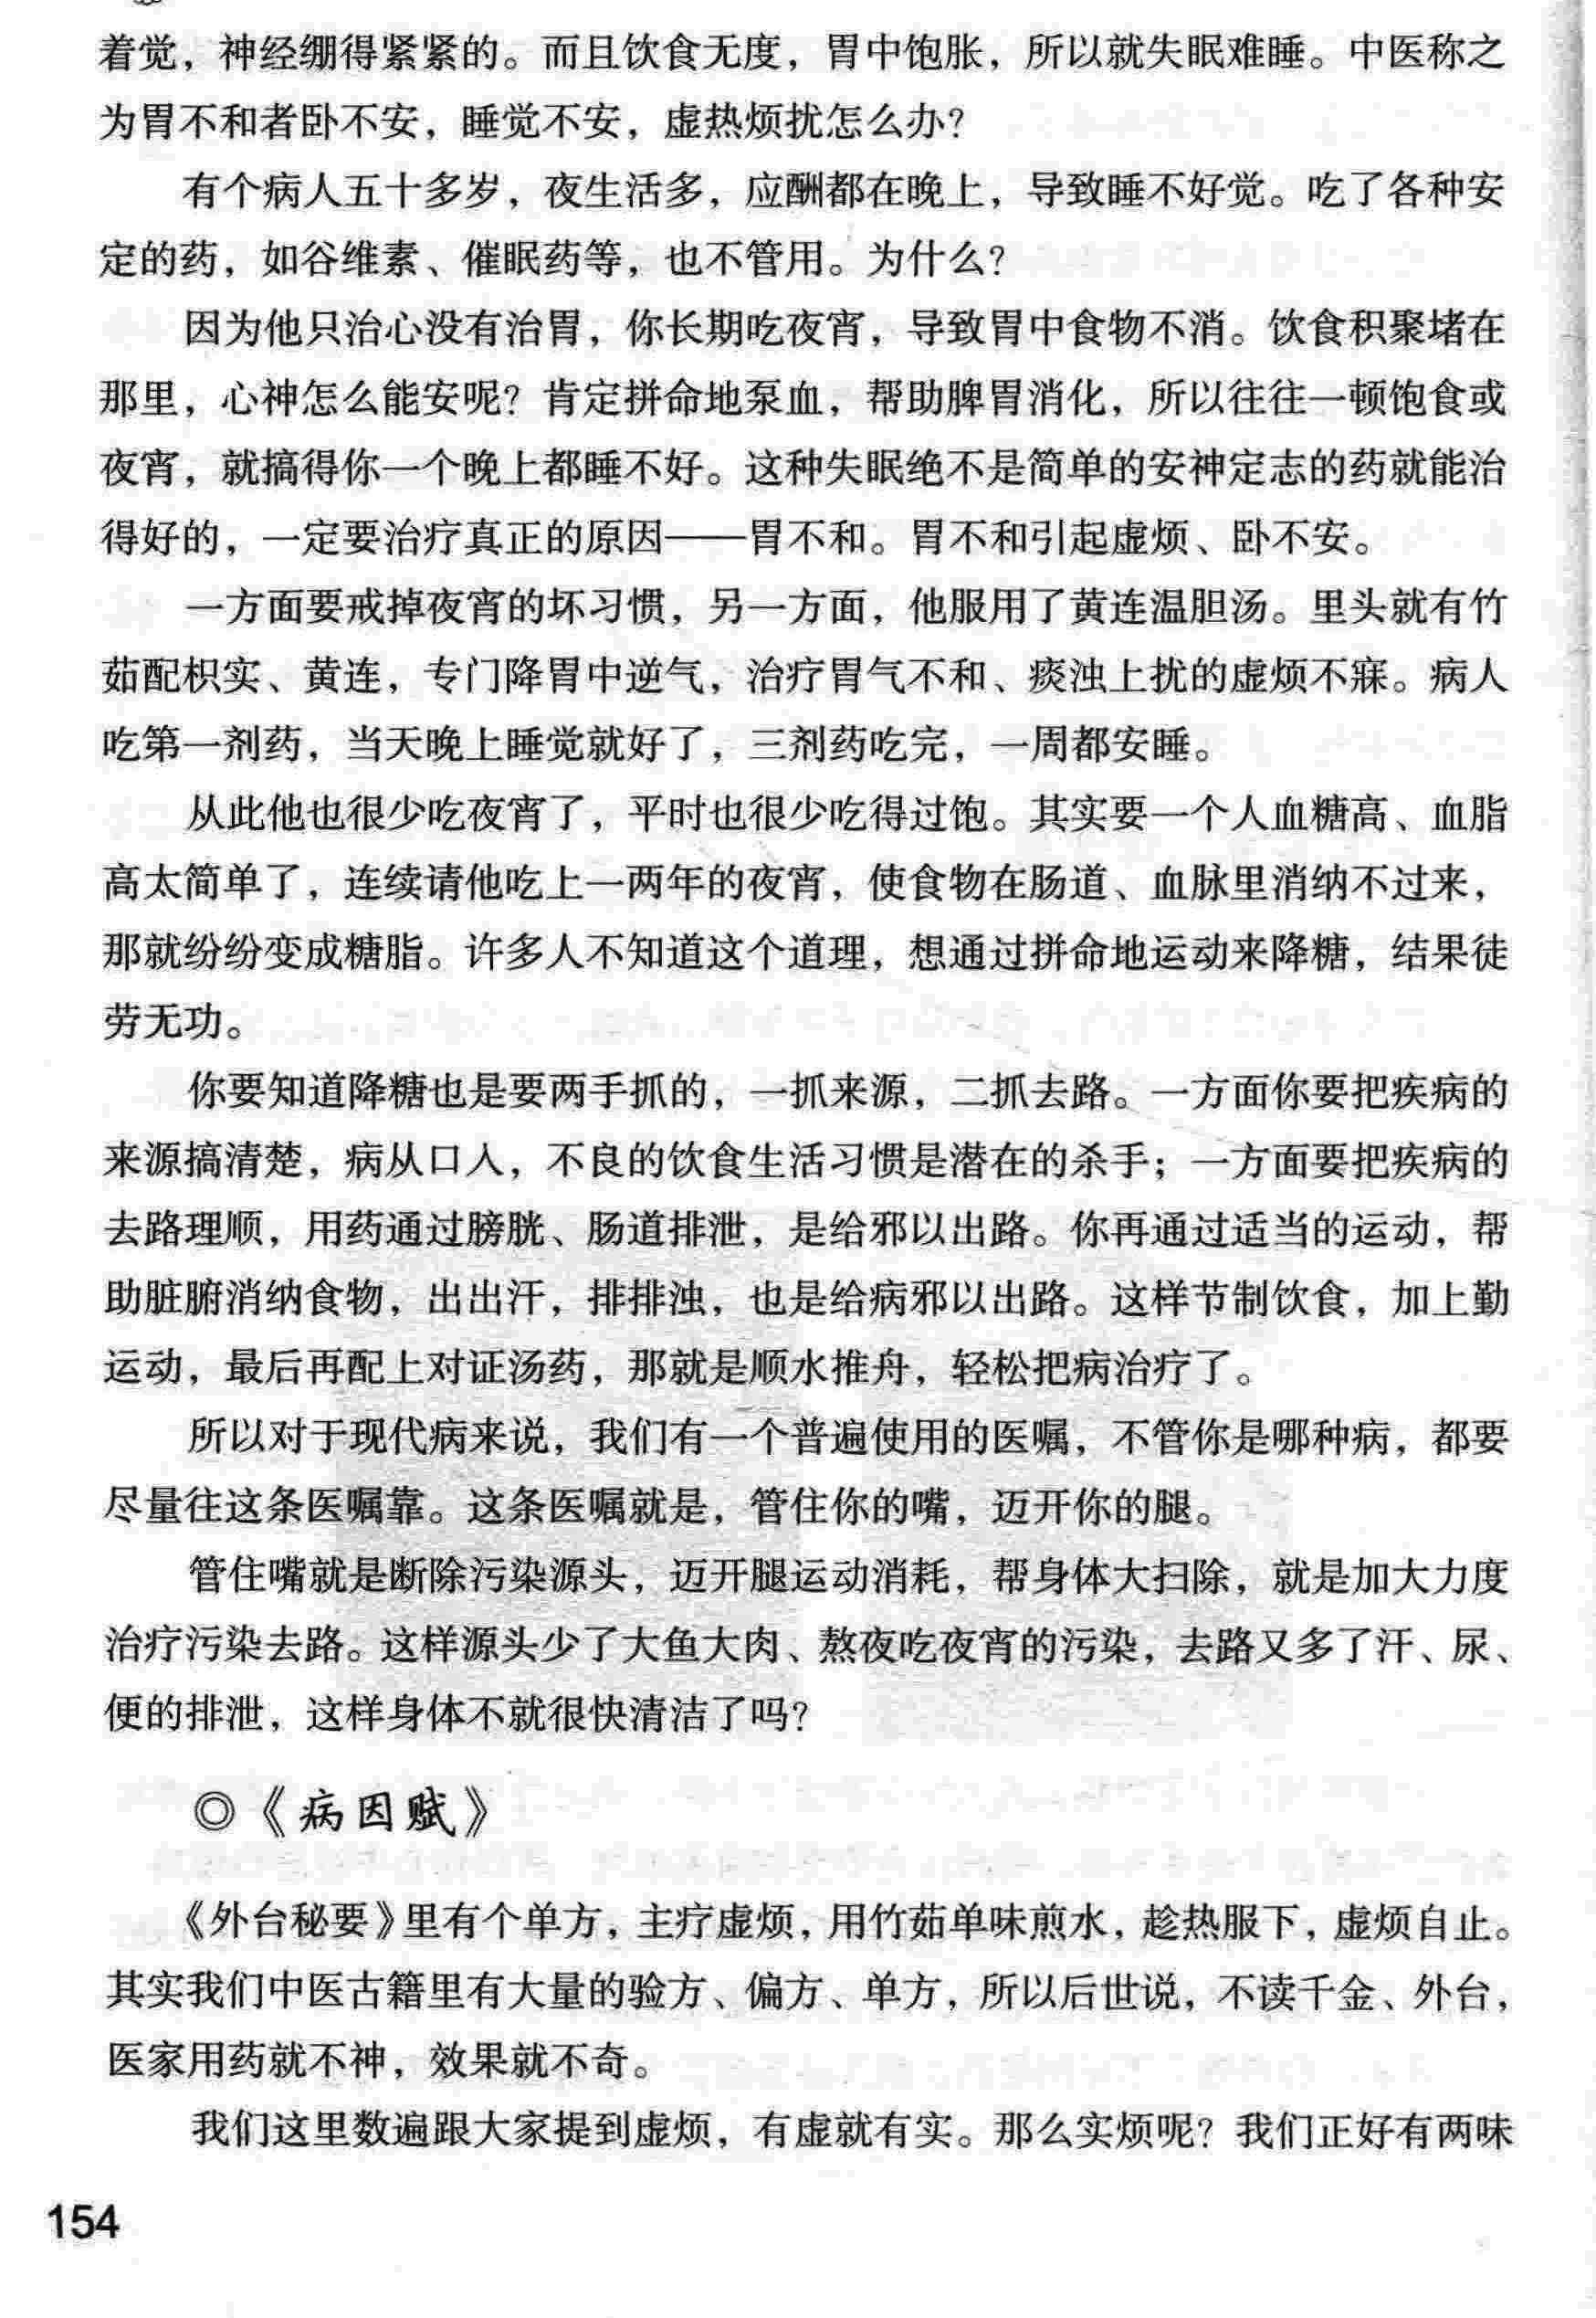 着觉，神经绷得紧紧的。而且饮食无度，胃中饱胀，所以就失眠难睡。中医称之
为胃不和者卧不安，睡觉不安，虚热烦扰怎么办？
有个病人五十多岁，夜生活多，应酬都在晚上，导致睡不好觉。吃了各种安
定的药，如谷维素、催眠药等，也不管用。为什么？
因为他只治心没有治胃，你长期吃夜宵，导致胃中食物不消。饮食积聚堵在
那里，心神怎么能安呢？肯定拼命地泵血，帮助脾胃消化，所以往往一顿饱食或
夜宵，就搞得你一个晚上都睡不好。这种失眠绝不是简单的安神定志的药就能治
得好的，一定要治疗真正的原因——胃不和。胃不和引起虚烦、卧不安。
一方面要戒掉夜宵的坏习惯，另一方面，他服用了黄连温胆汤。里头就有竹
茹配枳实、黄连，专门降胃中逆气，治疗胃气不和、痰浊上扰的虚烦不寐。病人
吃第一剂药，当天晚上睡觉就好了，三剂药吃完，一周都安睡。
从此他也很少吃夜宵了，平时也很少吃得过饱。其实要一个人血糖高、血脂
高太简单了，连续请他吃上一两年的夜宵，使食物在肠道、血脉里消纳不过来，
那就纷纷变成糖脂。许多人不知道这个道理，想通过拼命地运动来降糖，结果徒
劳无功。
你要知道降糖也是要两手抓的，一抓来源，二抓去路。一方面你要把疾病的
来源搞清楚，病从口入，不良的饮食生活习惯是潜在的杀手；一方面要把疾病的
去路理顺，用药通过膀胱、肠道排泄，是给邪以出路。你再通过适当的运动，帮
助脏腑消纳食物，出出汗，排排浊，也是给病邪以出路。这样节制饮食，加上勤
运动，最后再配上对证汤药，那就是顺水推舟，轻松把病治疗了。
所以对于现代病来说，我们有一个普遍使用的医嘱，不管你是哪种病，都要
尽量往这条医嘱靠。这条医嘱就是，管住你的嘴，迈开你的腿。
管住嘴就是断除污染源头，迈开腿运动消耗，帮身体大扫除，就是加大力度
治疗污染去路。这样源头少了大鱼大肉、熬夜吃夜宵的污染，去路又多了汗、尿、
便的排泄，这样身体不就很快清洁了吗？
◎《病因赋》
《外台秘要》里有个单方，主疗虚烦，用竹茹单味煎水，趁热服下，虚烦自止。
其实我们中医古籍里有大量的验方、偏方、单方，所以后世说，不读千金、外台，
医家用药就不神，效果就不奇。
我们这里数遍跟大家提到虚烦，有虚就有实。那么实烦呢？我们正好有两味
154